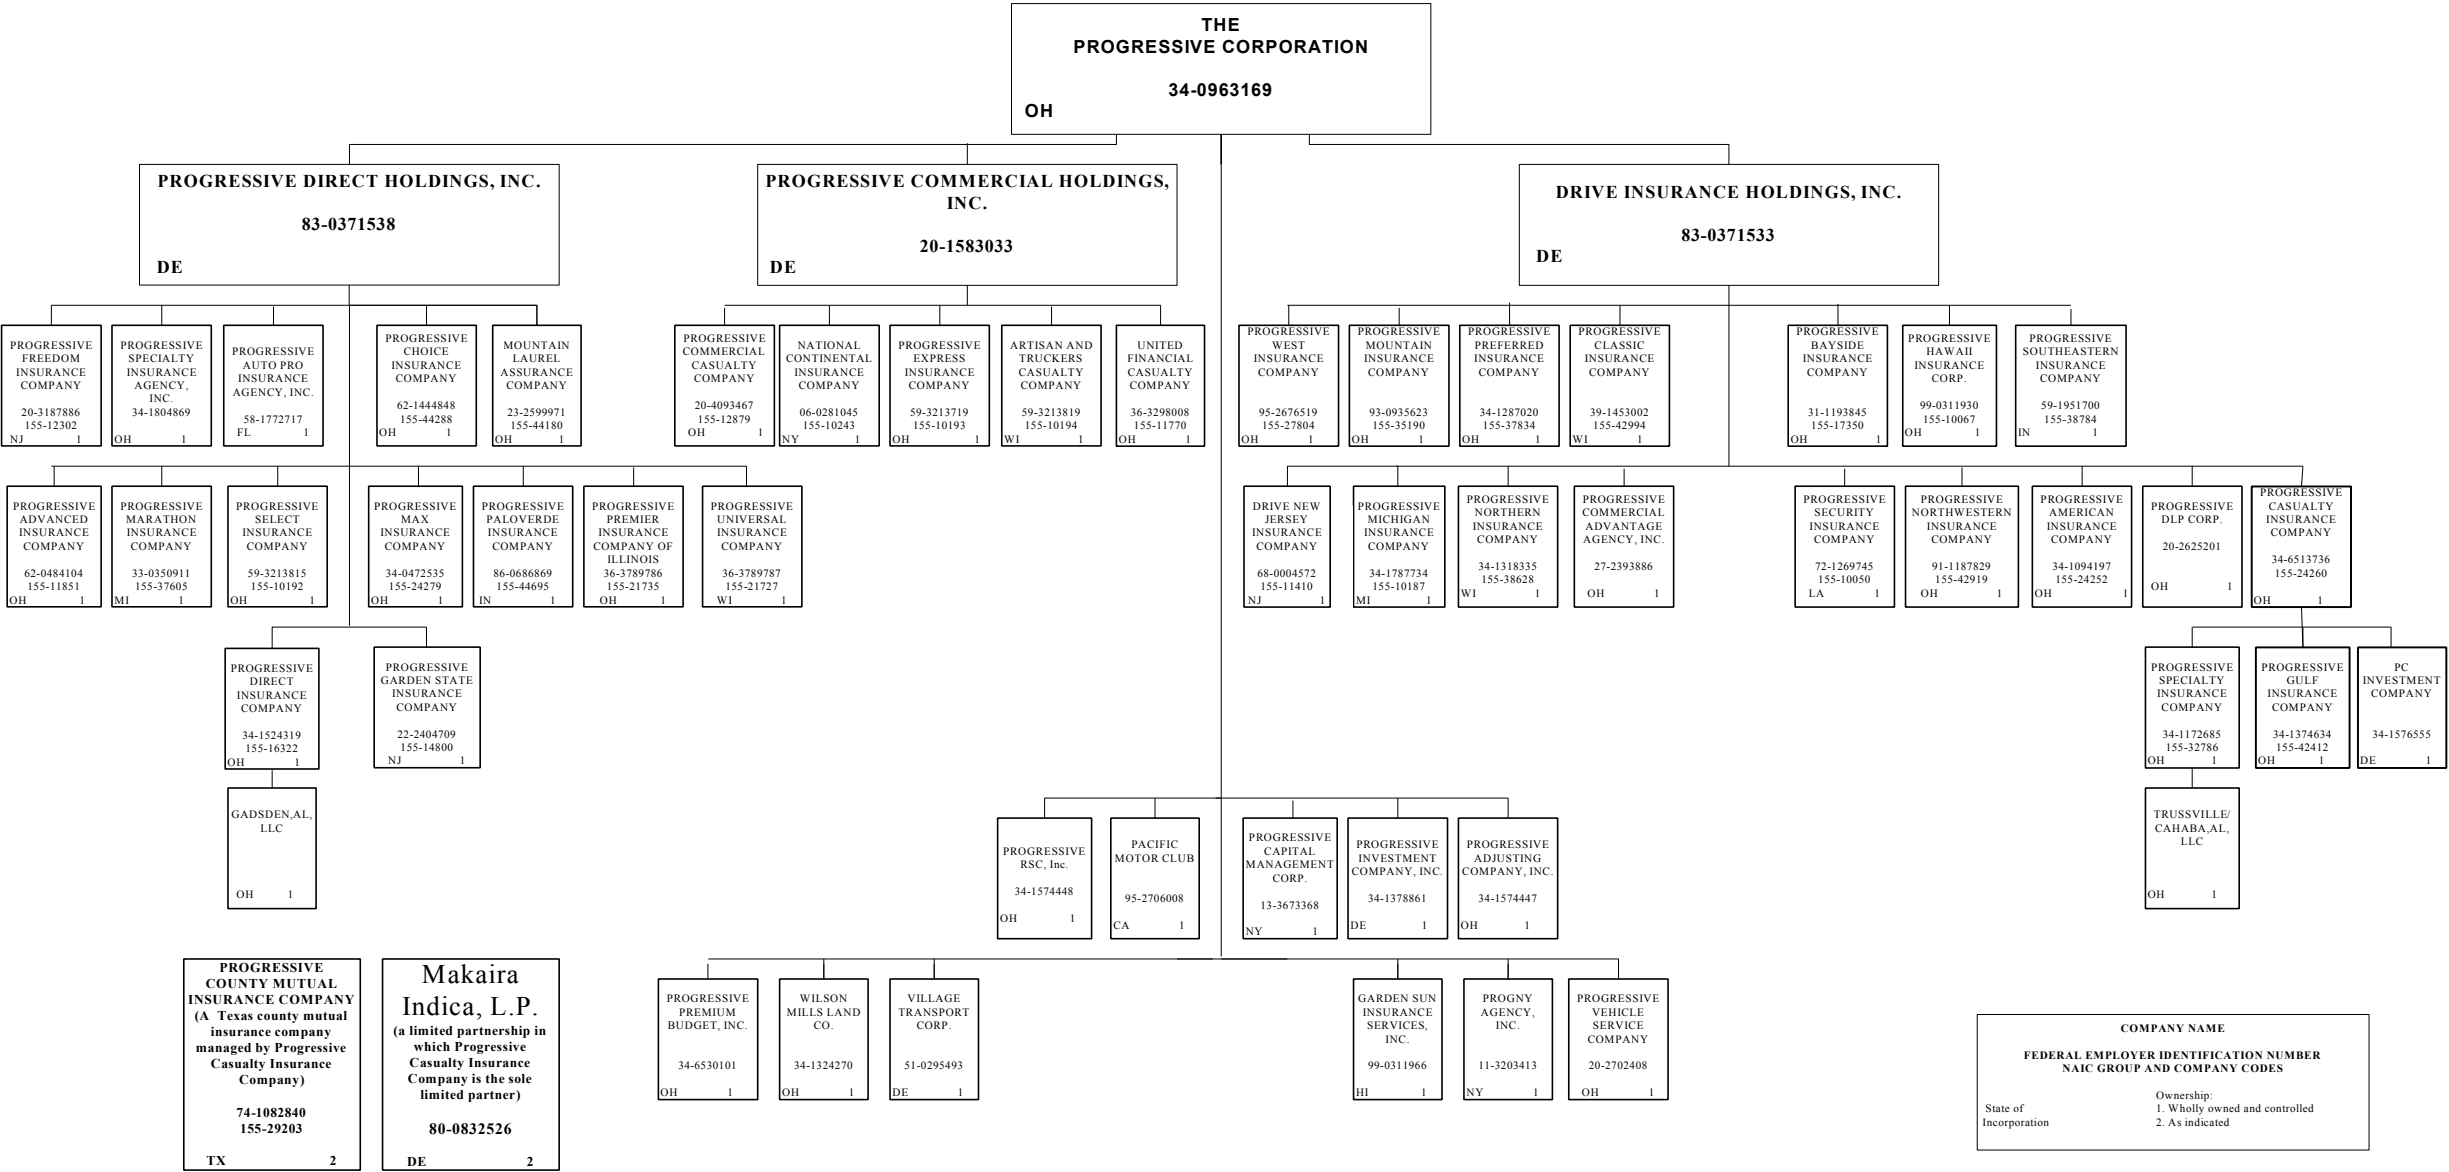 THE
PROGRESSIVE CORPORATION
34-0963169
OH
PROGRESSIVE DIRECT HOLDINGS, INC.
83-0371538
DE
PROGRESSIVE COMMERCIAL HOLDINGS,
INC.
20-1583033
DE
DRIVE INSURANCE HOLDINGS, INC.
83-0371533
DE
PROGRESSIVE
FREEDOM
INSURANCE
COMPANY
20-3187886
155-12302
NJ 1
PROGRESSIVE
SPECIALTY
INSURANCE
AGENCY,
INC.
34-1804869
OH 1
PROGRESSIVE
AUTO PRO
INSURANCE
AGENCY, INC.
58-1772717
FL 1
PROGRESSIVE
CHOICE
INSURANCE
COMPANY
62-1444848
155-44288
OH 1
MOUNTAIN
LAUREL
ASSURANCE
COMPANY
23-2599971
155-44180
OH 1
PROGRESSIVE
COMMERCIAL
CASUALTY
COMPANY
20-4093467
155-12879
OH 1
NATIONAL
CONTINENTAL
INSURANCE
COMPANY
06-0281045
155-10243
NY 1
PROGRESSIVE
EXPRESS
INSURANCE
COMPANY
59-3213719
155-10193
OH 1
ARTISAN AND
TRUCKERS
CASUALTY
COMPANY
59-3213819
155-10194
WI 1
UNITED
FINANCIAL
CASUALTY
COMPANY
36-3298008
155-11770
OH 1
PROGRESSIVE
WEST
INSURANCE
COMPANY
95-2676519
155-27804
OH 1
PROGRESSIVE
MOUNTAIN
INSURANCE
COMPANY
93-0935623
155-35190
OH 1
PROGRESSIVE
PREFERRED
INSURANCE
COMPANY
34-1287020
155-37834
OH 1
PROGRESSIVE
CLASSIC
INSURANCE
COMPANY
39-1453002
155-42994
WI 1
PROGRESSIVE
BAYSIDE
INSURANCE
COMPANY
31-1193845
155-17350
OH 1
PROGRESSIVE
HAWAII
INSURANCE
CORP.
99-0311930
155-10067
OH 1
PROGRESSIVE
SOUTHEASTERN
INSURANCE
COMPANY
59-1951700
155-38784
IN 1
PROGRESSIVE
ADVANCED
INSURANCE
COMPANY
62-0484104
155-11851
OH 1
PROGRESSIVE
MARATHON
INSURANCE
COMPANY
33-0350911
155-37605
MI 1
PROGRESSIVE
SELECT
INSURANCE
COMPANY
59-3213815
155-10192
OH 1
PROGRESSIVE
MAX
INSURANCE
COMPANY
34-0472535
155-24279
OH 1
PROGRESSIVE
PALOVERDE
INSURANCE
COMPANY
86-0686869
155-44695
IN 1
PROGRESSIVE
PREMIER
INSURANCE
COMPANY OF
ILLINOIS
36-3789786
155-21735
OH 1
PROGRESSIVE
UNIVERSAL
INSURANCE
COMPANY
36-3789787
155-21727
WI 1
DRIVE NEW
JERSEY
INSURANCE
COMPANY
68-0004572
155-11410
NJ 1
PROGRESSIVE
MICHIGAN
INSURANCE
COMPANY
34-1787734
155-10187
MI 1
PROGRESSIVE
NORTHERN
INSURANCE
COMPANY
34-1318335
155-38628
WI 1
PROGRESSIVE
COMMERCIAL
ADVANTAGE
AGENCY, INC.
27-2393886
OH 1
PROGRESSIVE
SECURITY
INSURANCE
COMPANY
72-1269745
155-10050
LA 1
PROGRESSIVE
NORTHWESTERN
INSURANCE
COMPANY
91-1187829
155-42919
OH 1
PROGRESSIVE
AMERICAN
INSURANCE
COMPANY
34-1094197
155-24252
OH 1
PROGRESSIVE
DLP CORP.
20-2625201
OH 1
PROGRESSIVE
CASUALTY
INSURANCE
COMPANY
34-6513736
155-24260
OH 1
PROGRESSIVE
DIRECT
INSURANCE
COMPANY
34-1524319
155-16322
OH 1
PROGRESSIVE
GARDEN STATE
INSURANCE
COMPANY
22-2404709
155-14800
NJ 1
PROGRESSIVE
SPECIALTY
INSURANCE
COMPANY
34-1172685
155-32786
OH 1
PROGRESSIVE
GULF
INSURANCE
COMPANY
34-1374634
155-42412
OH 1
PC
INVESTMENT
COMPANY
34-1576555
DE 1
GADSDEN,AL,
LLC
OH 1
TRUSSVILLE/
CAHABA,AL,
LLC
OH 1
PROGRESSIVE
RSC, Inc.
34-1574448
OH 1
PACIFIC
MOTOR CLUB
95-2706008
CA 1
PROGRESSIVE
CAPITAL
MANAGEMENT
CORP.
13-3673368
NY 1
PROGRESSIVE
INVESTMENT
COMPANY, INC.
34-1378861
DE 1
PROGRESSIVE
ADJUSTING
COMPANY, INC.
34-1574447
OH 1
PROGRESSIVE
COUNTY MUTUAL
INSURANCE COMPANY
(A Texas county mutual
insurance company
managed by Progressive
Casualty Insurance
Company)
74-1082840
155-29203
TX 2
Makaira
Indica, L.P.
(a limited partnership in
which Progressive
Casualty Insurance
Company is the sole
limited partner)
80-0832526
DE 2
PROGRESSIVE
PREMIUM
BUDGET, INC.
34-6530101
OH 1
WILSON
MILLS LAND
CO.
34-1324270
OH 1
VILLAGE
TRANSPORT
CORP.
51-0295493
DE 1
GARDEN SUN
INSURANCE
SERVICES,
INC.
99-0311966
HI 1
PROGNY
AGENCY,
INC.
11-3203413
NY 1
PROGRESSIVE
VEHICLE
SERVICE
COMPANY
20-2702408
OH 1
COMPANY NAME
FEDERAL EMPLOYER IDENTIFICATION NUMBER
NAIC GROUP AND COMPANY CODES
Ownership:
State of 1. Wholly owned and controlled
Incorporation 2. As indicated